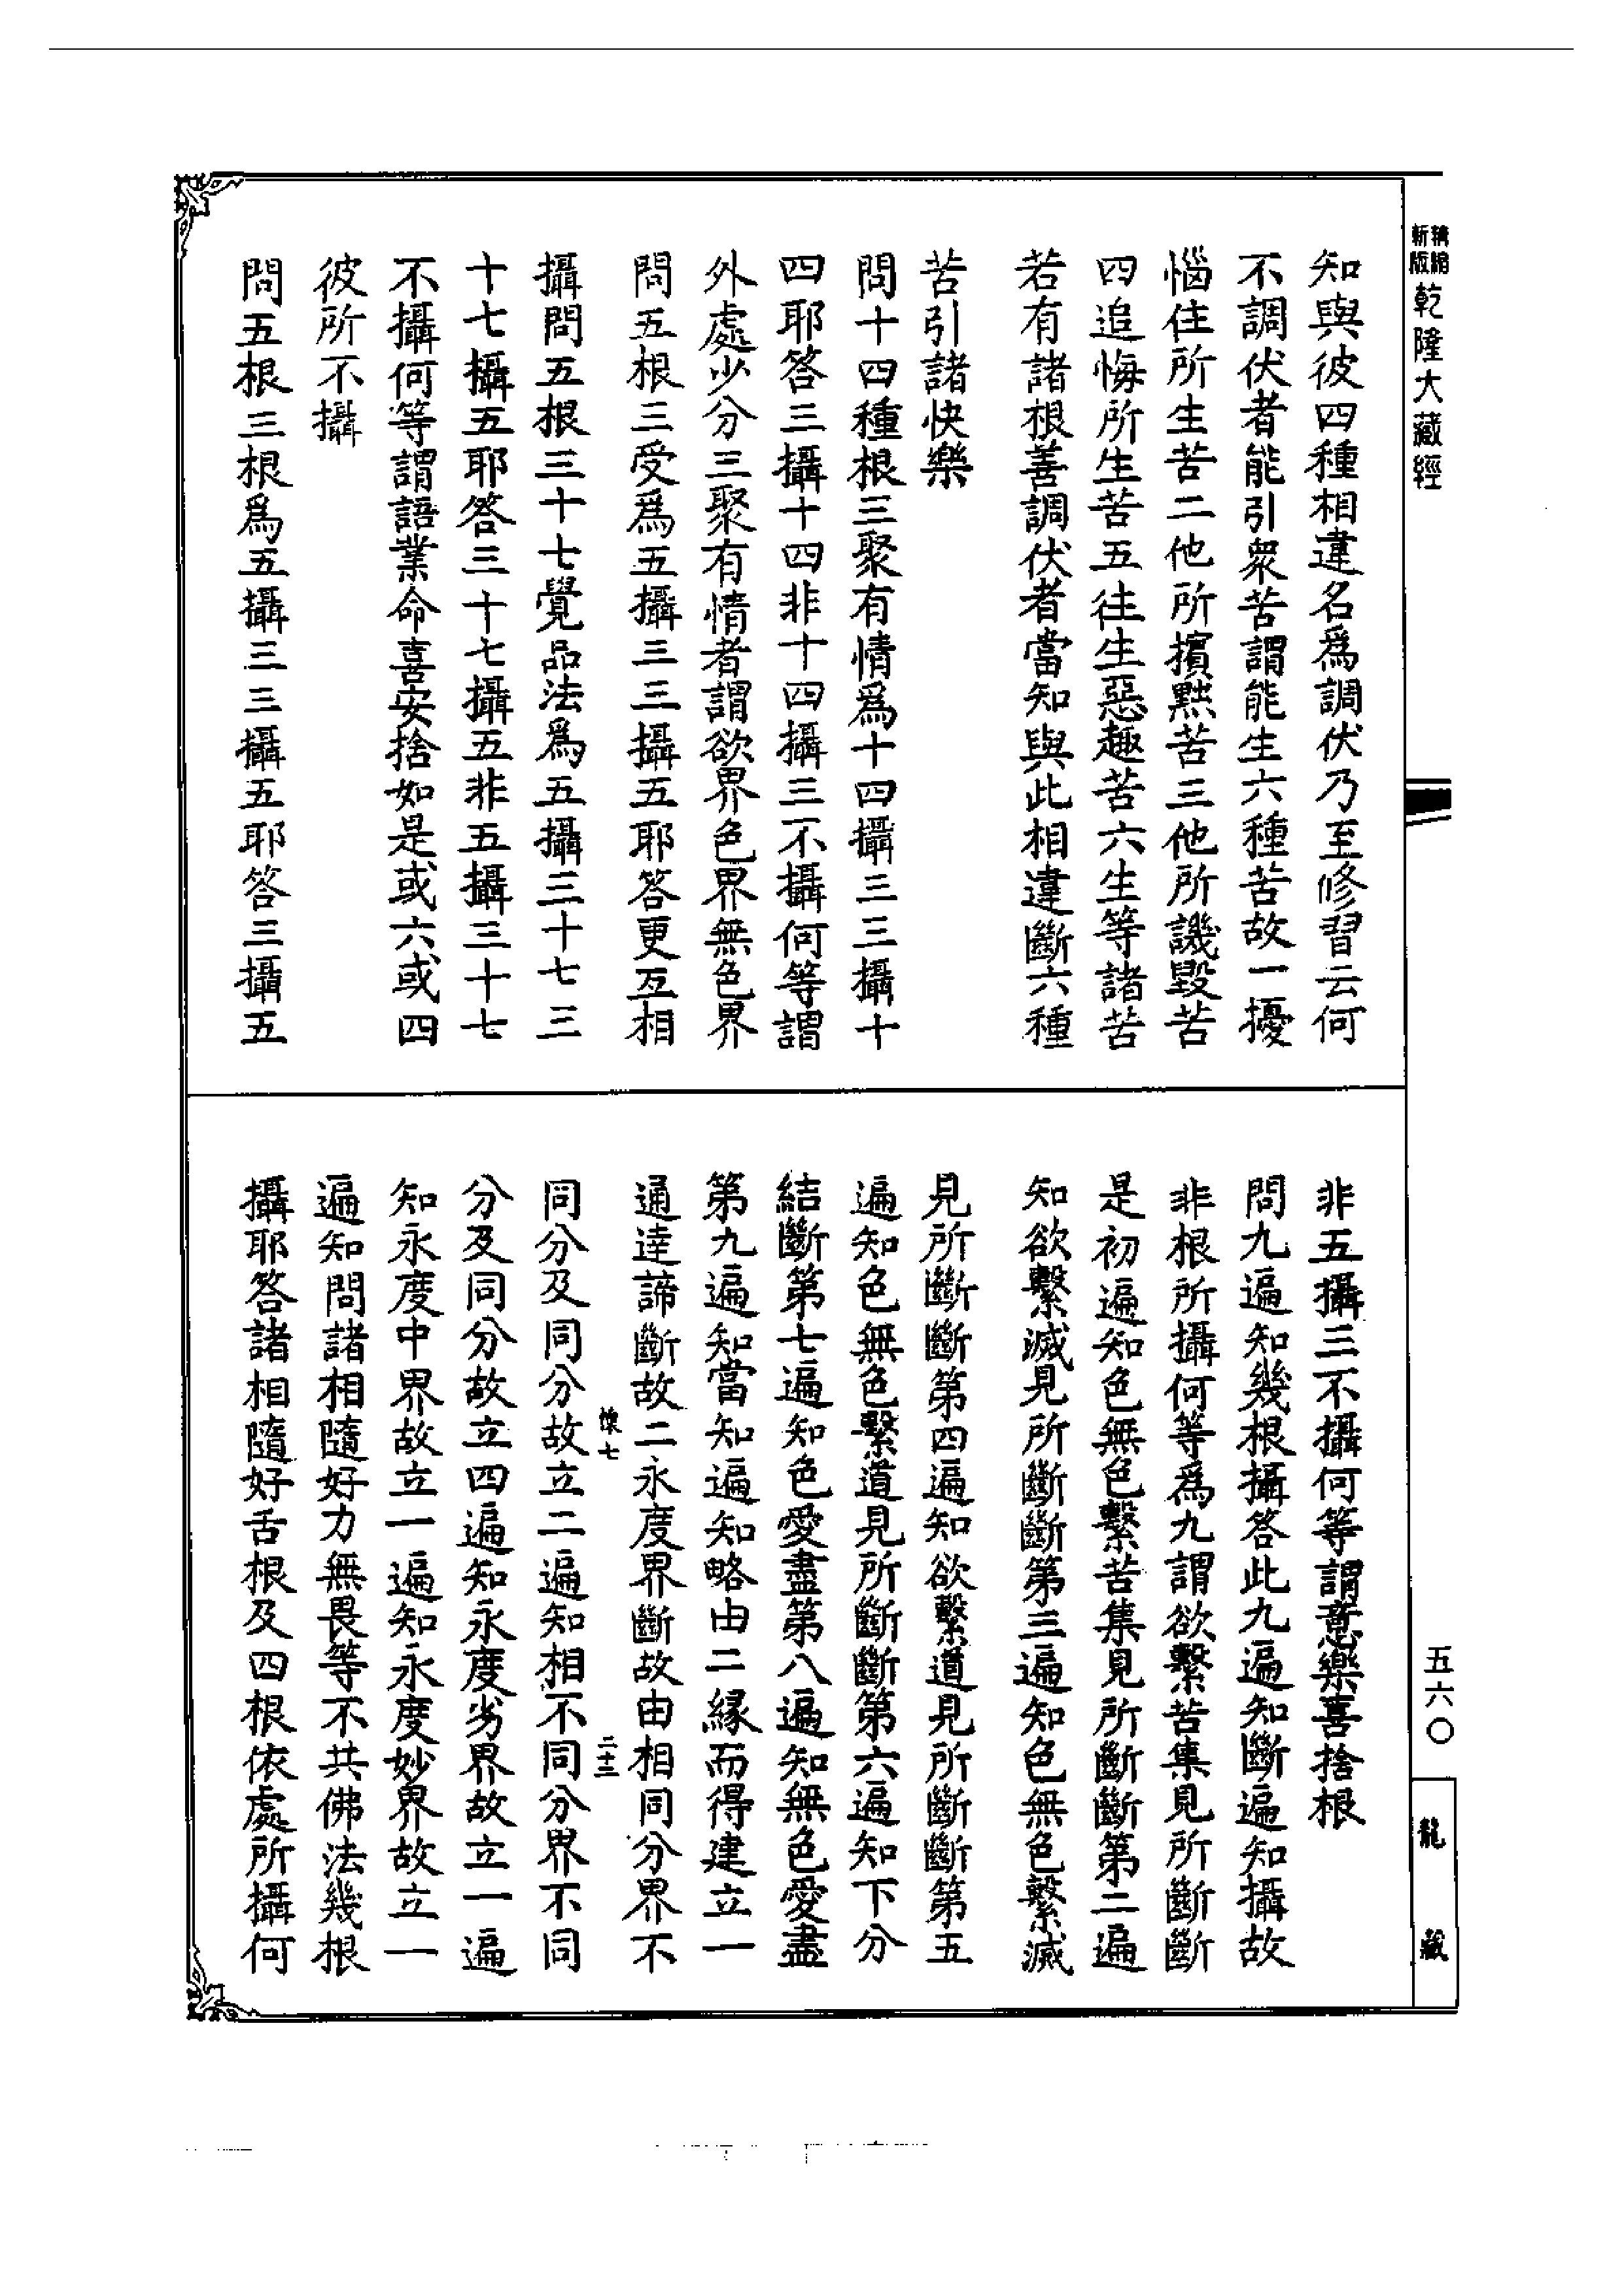 精縮
新版
乾隆大藏經
知與彼四種相違名爲調伏乃至修習云何
不調伏者能引衆苦謂能生六種苦故一擾
惱住所生苦二他所擯黜苦三他所譏毀苦
四追悔所生苦五往生惡趣苦六生等諸苦
若有諸根善調伏者當知與此相違斷六種
苦引諸快樂
問十四種根三聚有情爲十四攝三三攝十
四耶答三攝十四非十四攝三不攝何等謂
外處少分三聚有情者謂欲界色界無色界
問五根三受爲五攝三三攝五耶答更互相
攝問五根三十七覺品法爲五攝三十七三
十七攝五耶答三十七攝五非五攝三十七
不攝何等謂語業命喜安捨如是或六或四
彼所不攝
問五根三根爲五攝三三攝五耶答三攝五
非五攝三不攝何等謂意樂喜捨根
問九遍知幾根攝答此九遍知斷遍知攝故
非根所攝何等爲九謂欲繫苦集見所斷斷
是初遍知色無色繫苦集見所斷斷第二遍
知欲繫滅見所斷斷第三遍知色無色繫滅
見所斷斷第四遍知欲繫道見所斷斷第五
遍知色無色繫道見所斷斷第六遍知下分
結斷第七遍知色愛盡第八遍知無色愛盡
第九遍知當知遍知略由二緣而得建立一
通達諦斷故二永度界斷故由相同分界不
同分及同分故立二遍知相不同分界不同
分及同分故立四遍知永度劣界故立一遍
知永度中界故立一遍知永度妙界故立一
遍知問諸相隨好力無畏等不共佛法幾根
攝耶答諸相隨好舌根及四根依處所攝何
懷七
二十三
五六〇
龍藏